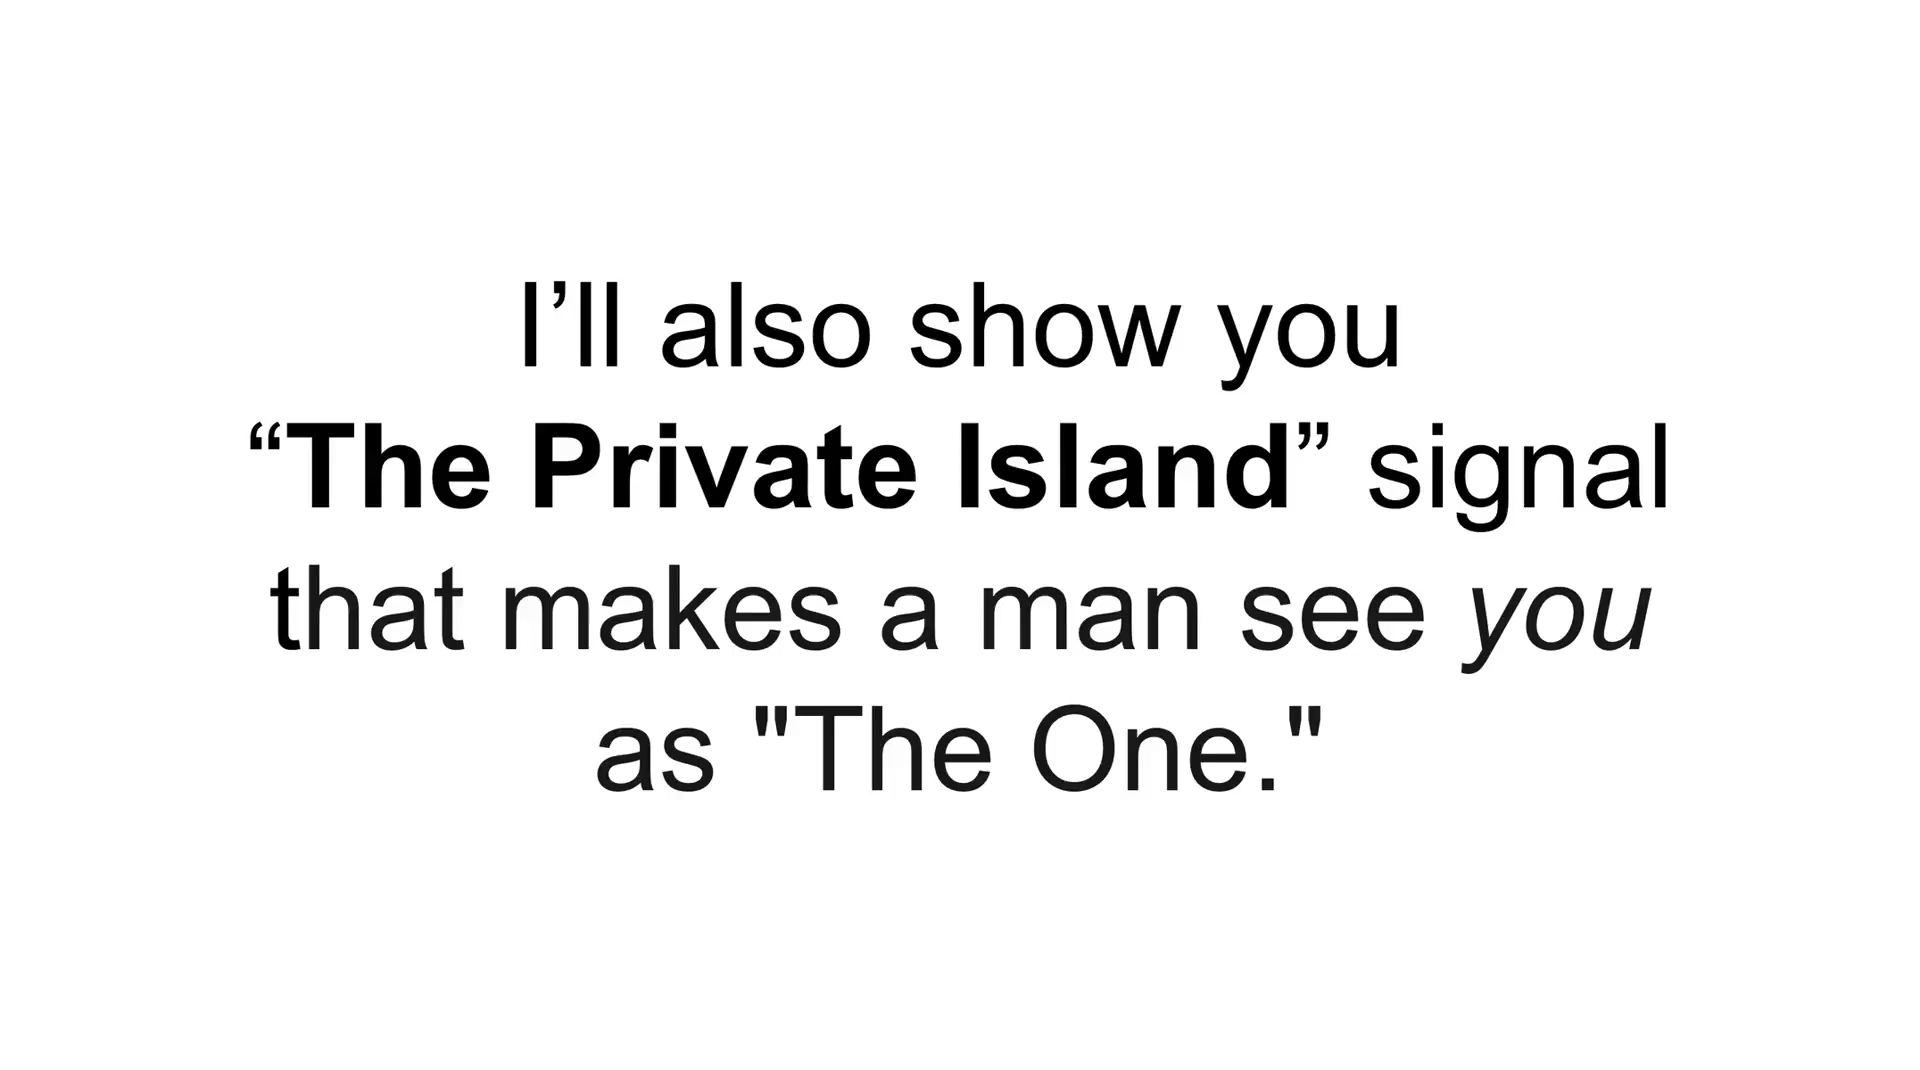 I’ll also show you
“The Private Island” signal
that makes a man see you
as "The One."